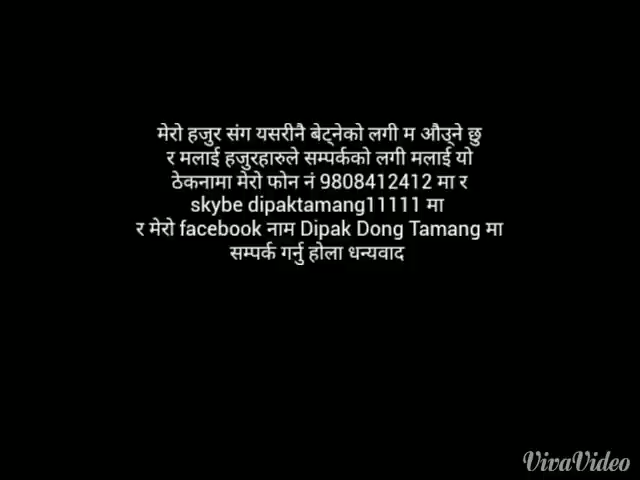 मेरो हजुर संग यसरीनै बेट्नेको लगी म औउने छु
र मलाई हजुरहारुले सम्पर्कको लगी मलाई यो
ठेकनामा मेरो फोन नं 9808412412 मा र
skybe dipaktamang11111 मा
र मेरो facebook नाम Dipak Dong Tamang मा
सम्पर्क गर्नु होला धन्यवाद
VivaVideo